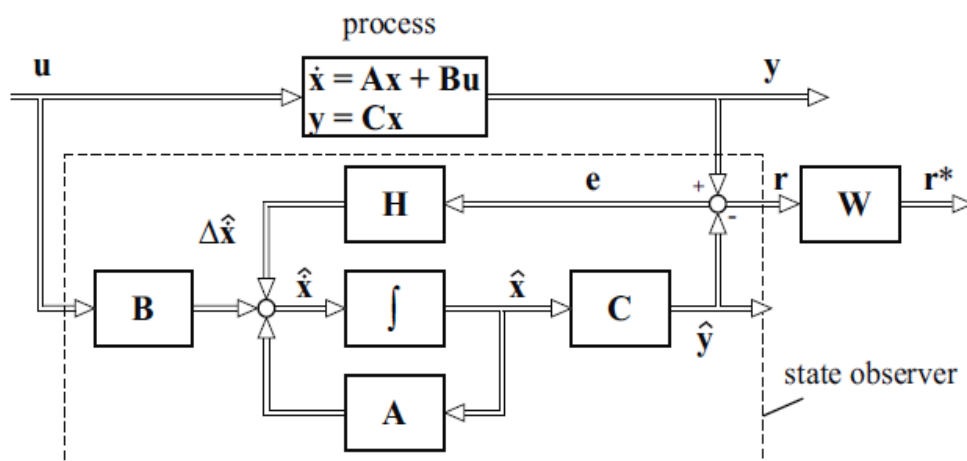 process
u
ẋ = Ax + Bu
y = Cx
y
H
e
+
-
r
W
r*
Δx̂̇
B
x̂̇
∫
x̂
C
ŷ
A
state observer